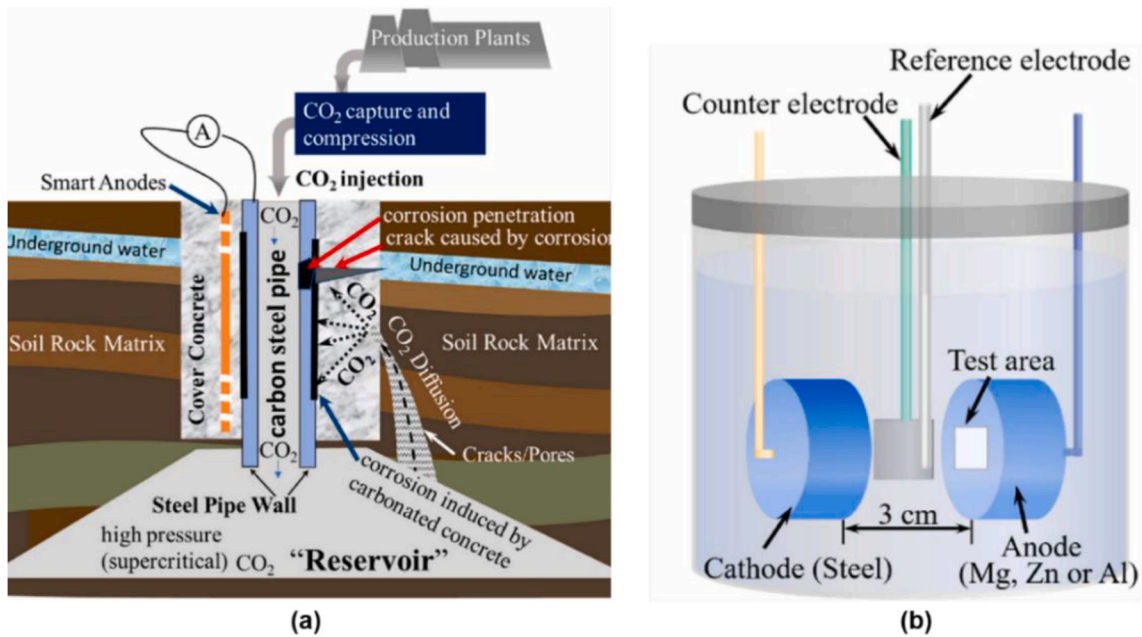 Production Plants
CO2 capture and
compression
A
Smart Anodes
CO2 injection
CO2
corrosion penetration
crack caused by corrosion
Underground water
Underground water
Cover Concrete
carbon steel pipe
CO2
CO2
CO2 Diffusion
Soil Rock Matrix
Soil Rock Matrix
CO2
Cracks/Pores
Steel Pipe Wall
corrosion induced by
carbonated concrete
high pressure
(supercritical) CO2
“Reservoir”
(a)
Reference electrode
Counter electrode
Test area
3 cm
Cathode (Steel)
Anode
(Mg, Zn or Al)
(b)